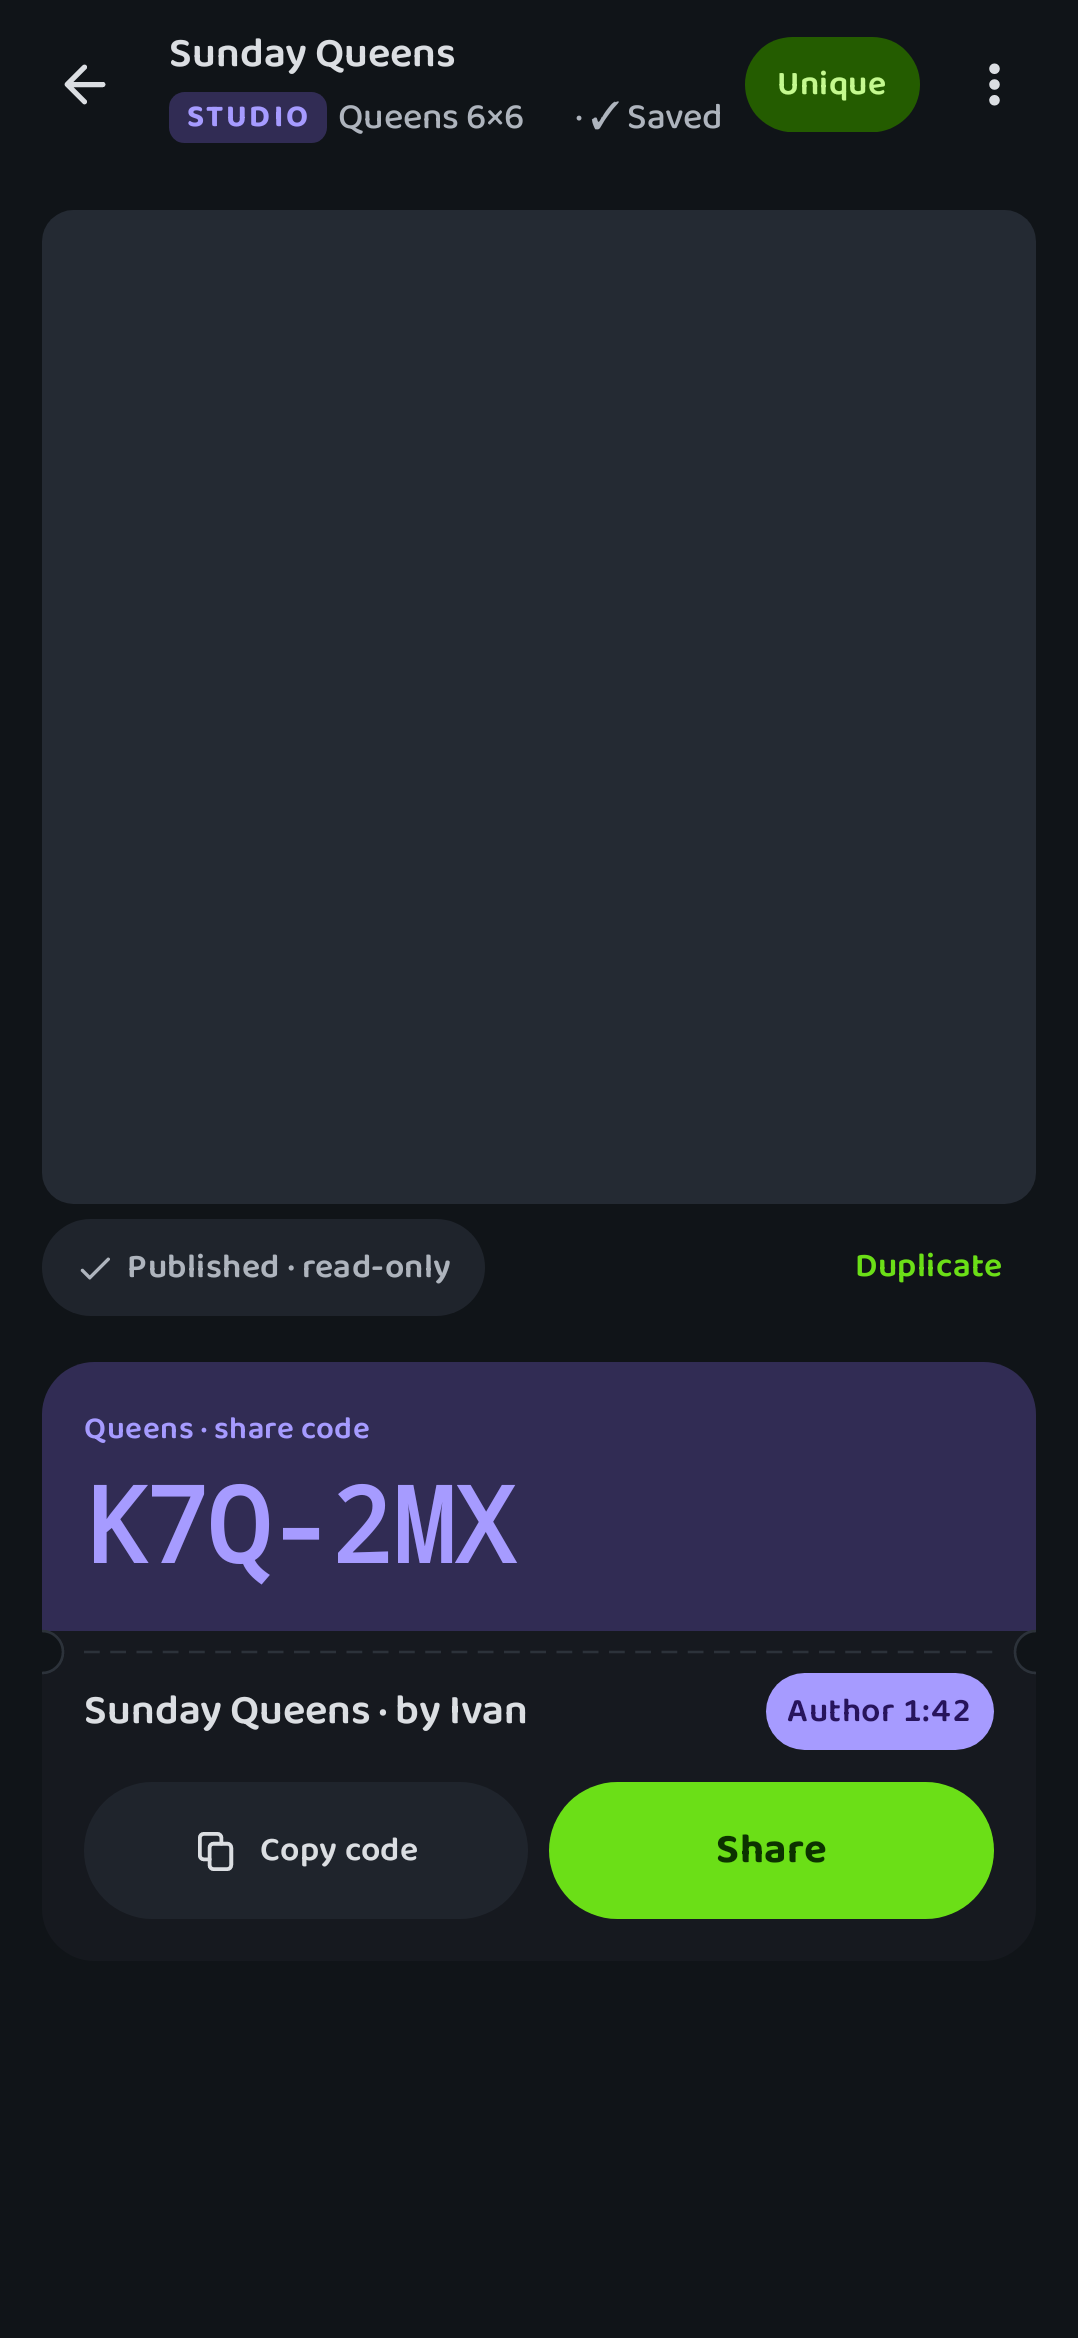 Sunday Queens
STUDIO Queens 6×6 · ✓ Saved
Unique
Published · read-only
Duplicate
Queens · share code
K7Q-2MX
Sunday Queens · by Ivan
Author 1:42
Copy code
Share